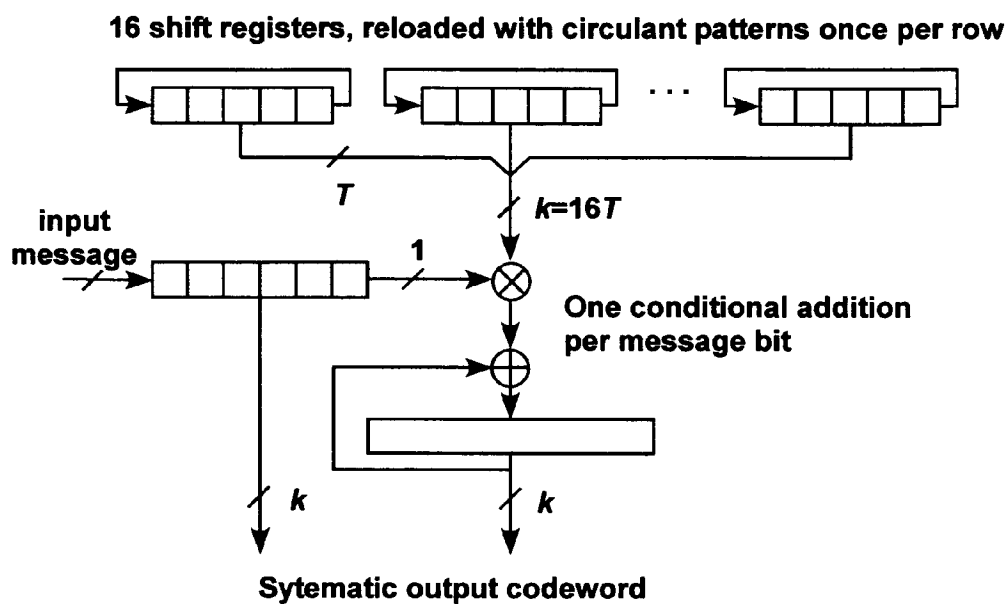 16 shift registers, reloaded with circulant patterns once per row
. . .
T
k=16T
input
message
1
One conditional addition
per message bit
k
k
Sytematic output codeword